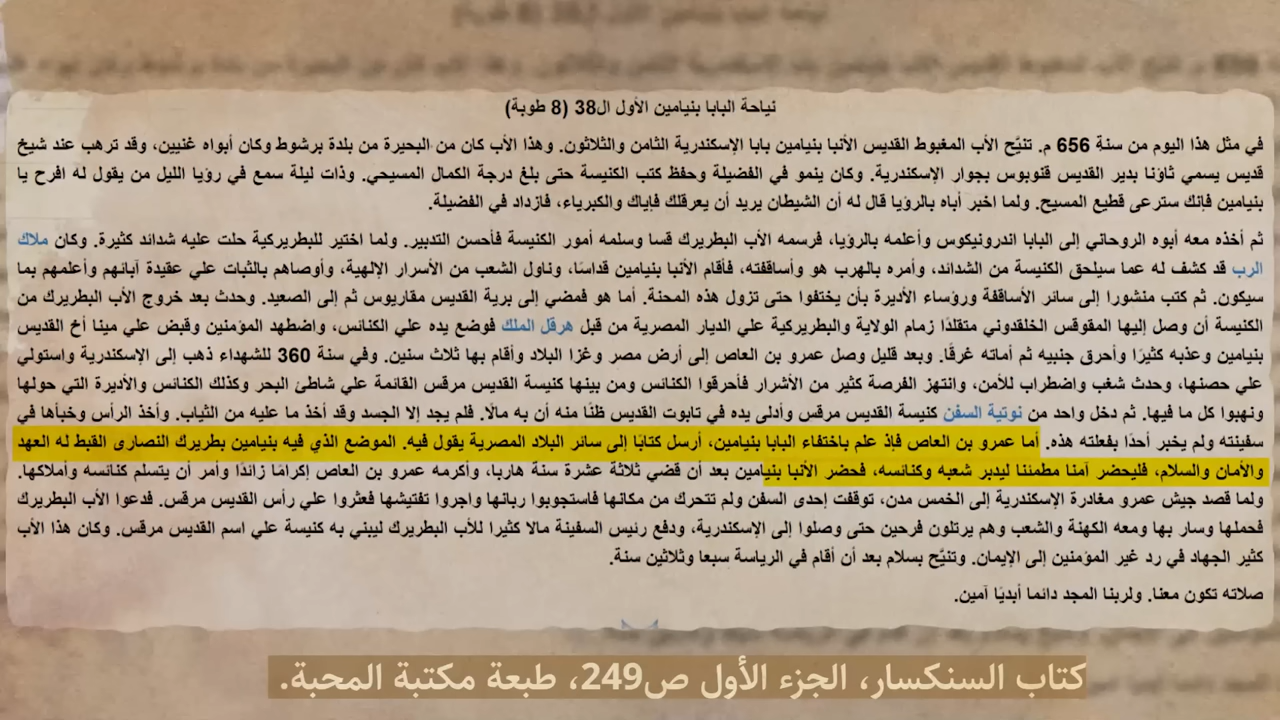 نياحة البابا بنيامين الأول ال38 (8 طوبة)
في مثل هذا اليوم من سنة 656 م. تنيَّح الأب المغبوط القديس الأنبا بنيامين بابا الإسكندرية الثامن والثلاثون. وهذا الأب كان من البحيرة من بلدة برشوط وكان أبواه غنيين، وقد ترهب عند شيخ
قديس يسمي ثاؤنا بدير القديس قنوبوس بجوار الإسكندرية. وكان ينمو في الفضيلة وحفظ كتب الكنيسة حتى بلغ درجة الكمال المسيحي. وذات ليلة سمع في رؤيا الليل من يقول له افرح يا
بنيامين فإنك سترعى قطيع المسيح. ولما اخبر أباه بالرؤيا قال له أن الشيطان يريد أن يعرقلك فإياك والكبرياء، فازداد في الفضيلة.
ثم أخذه معه أبوه الروحاني إلى البابا اندرونيكوس وأعلمه بالرؤيا، فرسمه الأب البطريرك قسا وسلمه أمور الكنيسة فأحسن التدبير. ولما اختير للبطريركية حلت عليه شدائد كثيرة. وكان ملاك
الرب قد كشف له عما سيلحق الكنيسة من الشدائد، وأمره بالهرب هو وأساقفته، فأقام الأنبا بنيامين قداسًا، وناول الشعب من الأسرار الإلهية، وأوصاهم بالثبات علي عقيدة آبائهم وأعلمهم بما
سيكون. ثم كتب منشورا إلى سائر الأساقفة ورؤساء الأديرة بأن يختفوا حتى تزول هذه المحنة. أما هو فمضي إلى برية القديس مقاريوس ثم إلى الصعيد. وحدث بعد خروج الأب البطريرك من
الكنيسة أن وصل إليها المقوقس الخلقدوني متقلدًا زمام الولاية والبطريركية علي الديار المصرية من قبل هرقل الملك فوضع يده علي الكنائس، واضطهد المؤمنين وقبض علي مينا أخ القديس
بنيامين وعذبه كثيرًا وأحرق جنبيه ثم أماته غرقًا. وبعد قليل وصل عمرو بن العاص إلى أرض مصر وغزا البلاد وأقام بها ثلاث سنين. وفي سنة 360 للشهداء ذهب إلى الإسكندرية واستولي
علي حصنها، وحدث شغب واضطراب للأمن، وانتهز الفرصة كثير من الأشرار فأحرقوا الكنائس ومن بينها كنيسة القديس مرقس القائمة علي شاطئ البحر وكذلك الكنائس والأديرة التي حولها
ونهبوا كل ما فيها. ثم دخل واحد من نوتية السفن كنيسة القديس مرقس وأدلى يده في تابوت القديس ظنًا منه أن به مالًا. فلم يجد إلا الجسد وقد أخذ ما عليه من الثياب. وأخذ الرأس وخبأها في
سفينته ولم يخبر أحدًا بفعلته هذه. أما عمرو بن العاص فإذ علم باختفاء البابا بنيامين، أرسل كتابًا إلى سائر البلاد المصرية يقول فيه. الموضع الذي فيه بنيامين بطريرك النصارى القبط له العهد
والأمان والسلام، فليحضر آمنا مطمئنا ليدبر شعبه وكنائسه، فحضر الأنبا بنيامين بعد أن قضي ثلاثة عشرة سنة هاربا، وأكرمه عمرو بن العاص إكرامًا زائدًا وأمر أن يتسلم كنائسه وأملاكها.
ولما قصد جيش عمرو مغادرة الإسكندرية إلى الخمس مدن، توقفت إحدى السفن ولم تتحرك من مكانها فاستجوبوا ربانها واجروا تفتيشها فعثروا علي رأس القديس مرقس. فدعوا الأب البطريرك
فحملها وسار بها ومعه الكهنة والشعب وهم يرتلون فرحين حتى وصلوا إلى الإسكندرية، ودفع رئيس السفينة مالا كثيرا للأب البطريرك ليبني به كنيسة علي اسم القديس مرقس. وكان هذا الأب
كثير الجهاد في رد غير المؤمنين إلى الإيمان. وتنيَّح بسلام بعد أن أقام في الرياسة سبعا وثلاثين سنة.
صلاته تكون معنا. ولربنا المجد دائما أبديًا آمين.
كتاب السنكسار، الجزء الأول ص249، طبعة مكتبة المحبة.